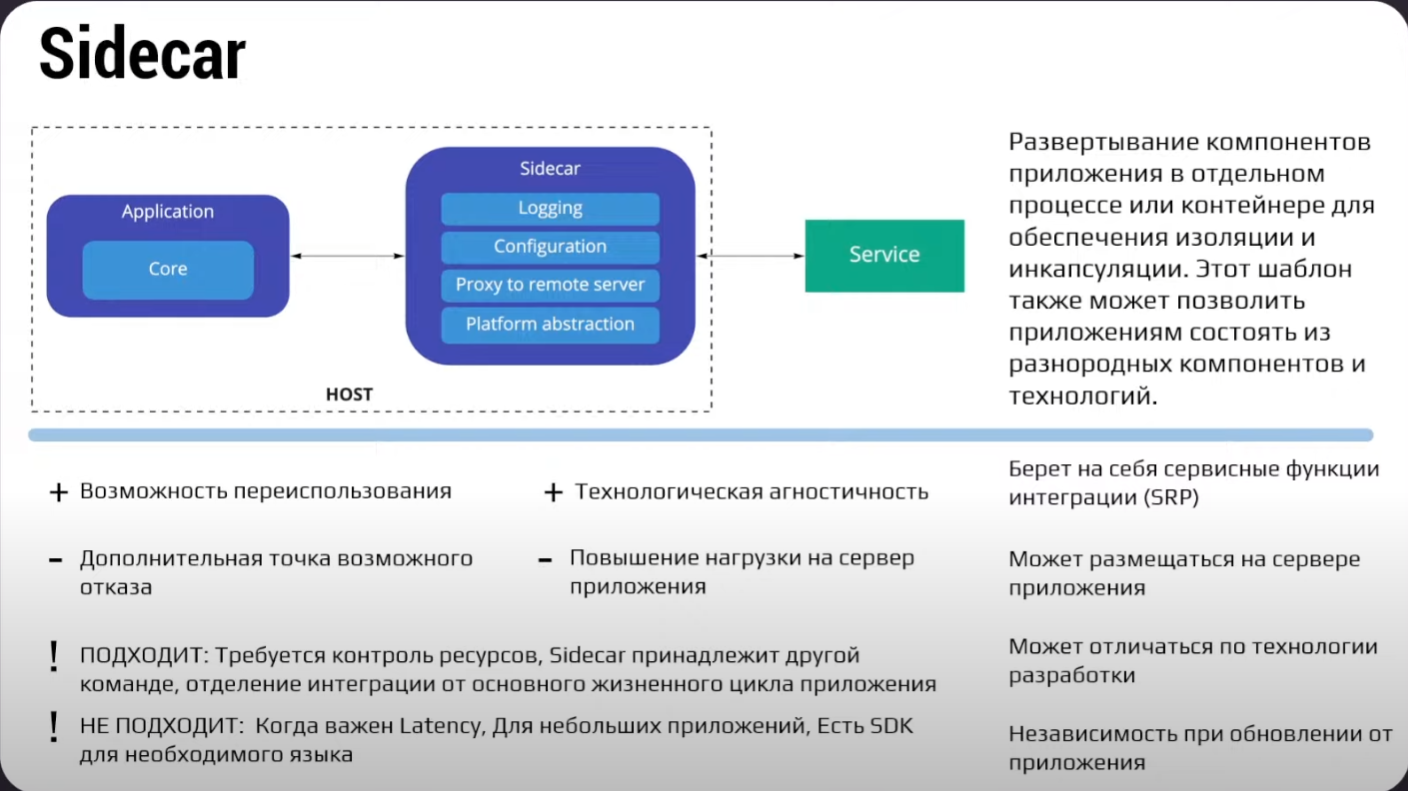 Sidecar
Application
Core
Sidecar
Logging
Configuration
Proxy to remote server
Platform abstraction
HOST
Service
Развертывание компонентов
приложения в отдельном
процессе или контейнере для
обеспечения изоляции и
инкапсуляции. Этот шаблон
также может позволить
приложениям состоять из
разнородных компонентов и
технологий.
+ Возможность переиспользования
+ Технологическая агностичность
- Дополнительная точка возможного
отказа
- Повышение нагрузки на сервер
приложения
! ПОДХОДИТ: Требуется контроль ресурсов, Sidecar принадлежит другой
команде, отделение интеграции от основного жизненного цикла приложения
! НЕ ПОДХОДИТ: Когда важен Latency, Для небольших приложений, Есть SDK
для необходимого языка
Берет на себя сервисные функции
интеграции (SRP)
Может размещаться на сервере
приложения
Может отличаться по технологии
разработки
Независимость при обновлении от
приложения